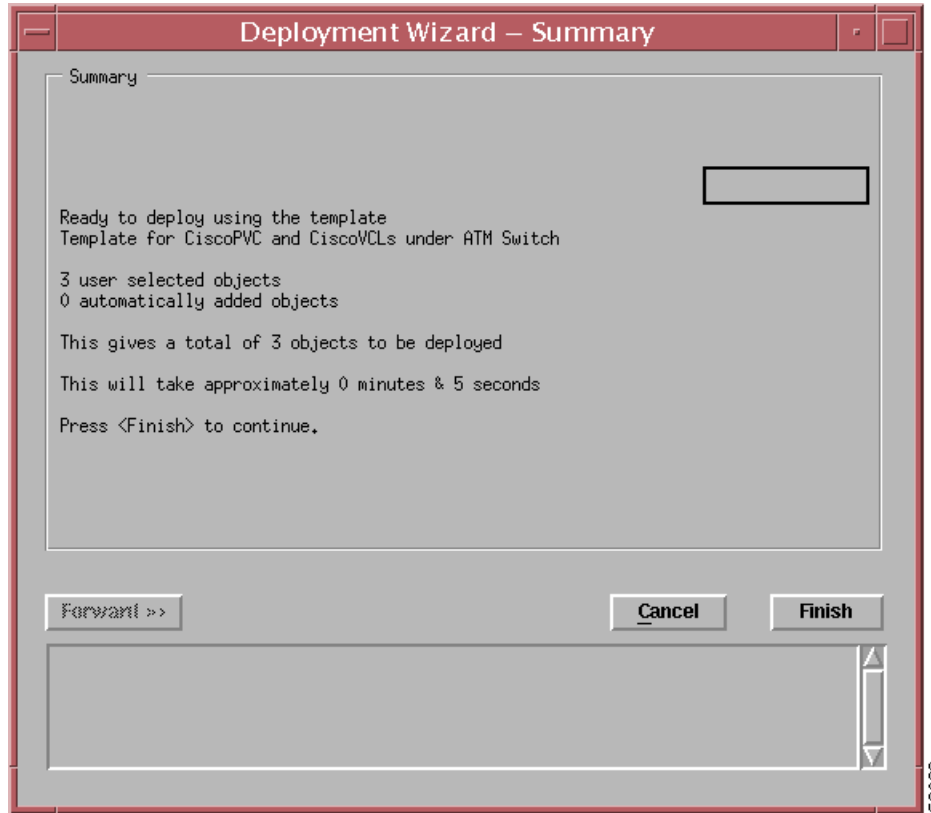 Deployment Wizard – Summary
Summary
Ready to deploy using the template
Template for CiscoPVC and CiscoVCLs under ATM Switch
3 user selected objects
0 automatically added objects
This gives a total of 3 objects to be deployed
This will take approximately 0 minutes & 5 seconds
Press <Finish> to continue.
Forward >>
Cancel
Finish